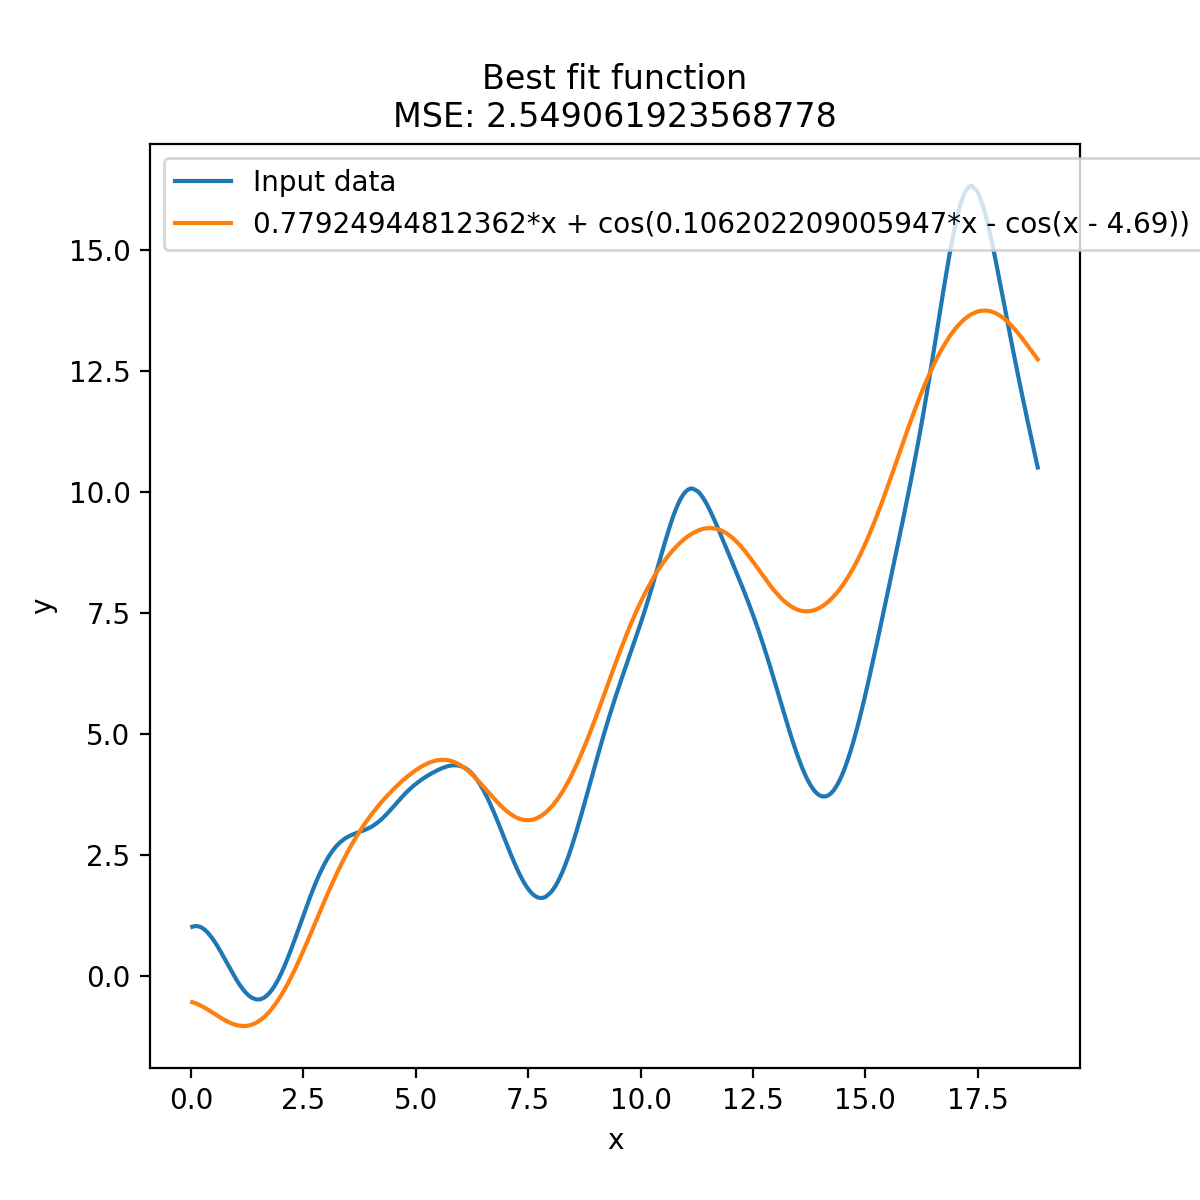 Best fit function
MSE: 2.549061923568778
Input data
0.77924944812362*x + cos(0.106202209005947*x - cos(x - 4.69))
15.0
12.5
10.0
7.5
5.0
2.5
0.0
y
0.0 2.5 5.0 7.5 10.0 12.5 15.0 17.5
x